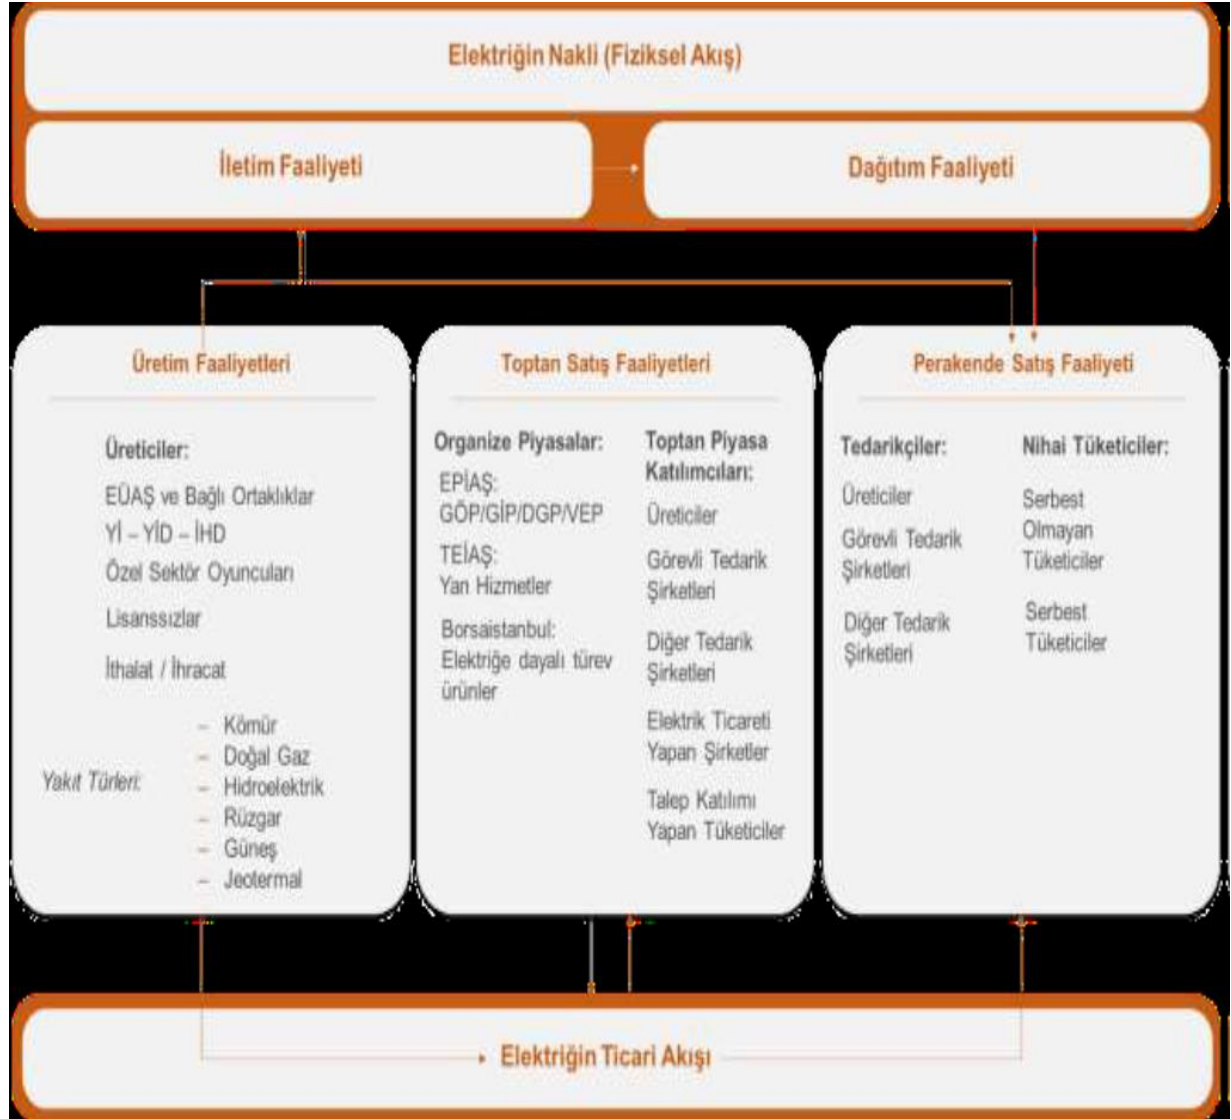 Elektriğin Nakli (Fiziksel Akış)
İletim Faaliyeti
Dağıtım Faaliyeti
Üretim Faaliyetleri
Üreticiler:
EÜAŞ ve Bağlı Ortaklıklar
Yİ – YİD – İHD
Özel Sektör Oyuncuları
Lisanssızlar
İthalat / İhracat
Yakıt Türleri:
– Kömür
– Doğal Gaz
– Hidroelektrik
– Rüzgar
– Güneş
– Jeotermal
Toptan Satış Faaliyetleri
Organize Piyasalar:
EPİAŞ:
GÖP/GİP/DGP/VEP
TEİAŞ:
Yan Hizmetler
Borsaistanbul:
Elektriğe dayalı türev
ürünler
Toptan Piyasa
Katılımcıları:
Üreticiler
Görevli Tedarik
Şirketleri
Diğer Tedarik
Şirketleri
Elektrik Ticareti
Yapan Şirketler
Talep Katılımı
Yapan Tüketiciler
Perakende Satış Faaliyeti
Tedarikçiler:
Üreticiler
Görevli Tedarik
Şirketleri
Diğer Tedarik
Şirketleri
Nihai Tüketiciler:
Serbest
Olmayan
Tüketiciler
Serbest
Tüketiciler
Elektriğin Ticari Akışı